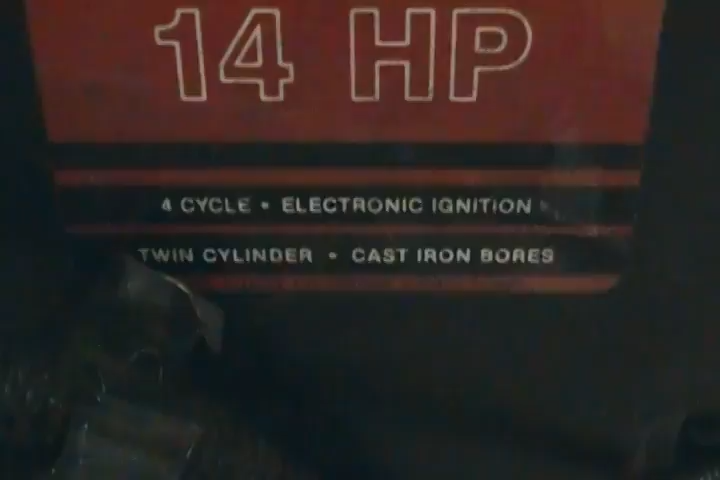 14 HP
4 CYCLE • ELECTRONIC IGNITION
TWIN CYLINDER • CAST IRON BORES